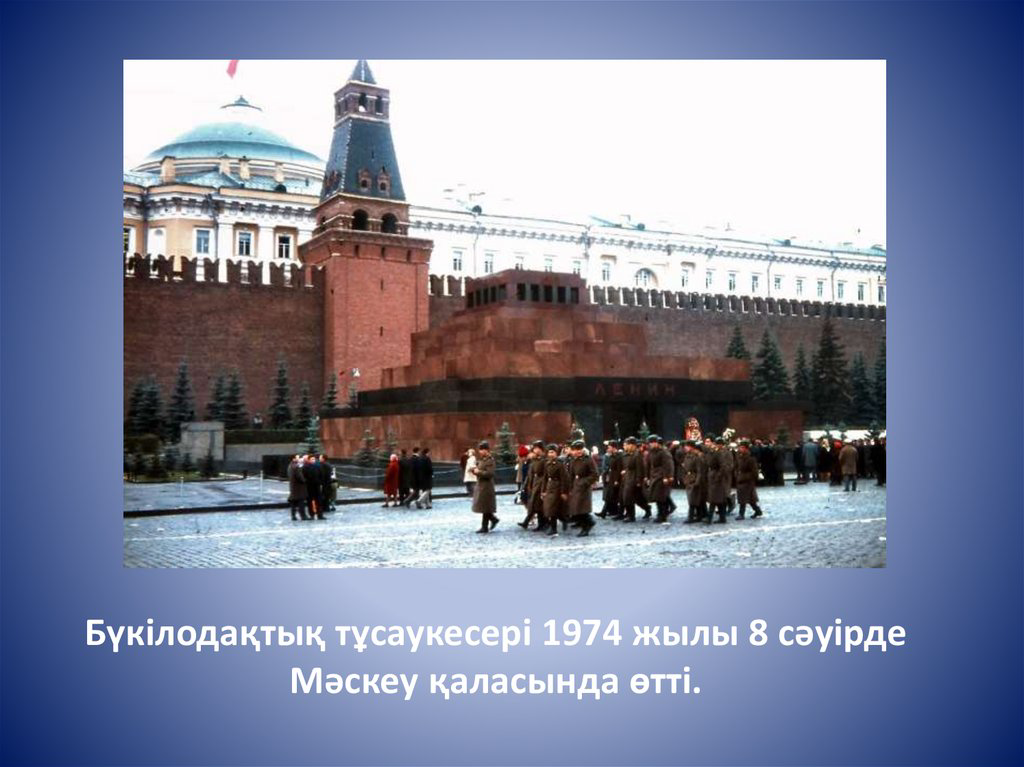 ЛЕНИН
Бүкілодақтық тұсаукесері 1974 жылы 8 сәуірде
Мәскеу қаласында өтті.